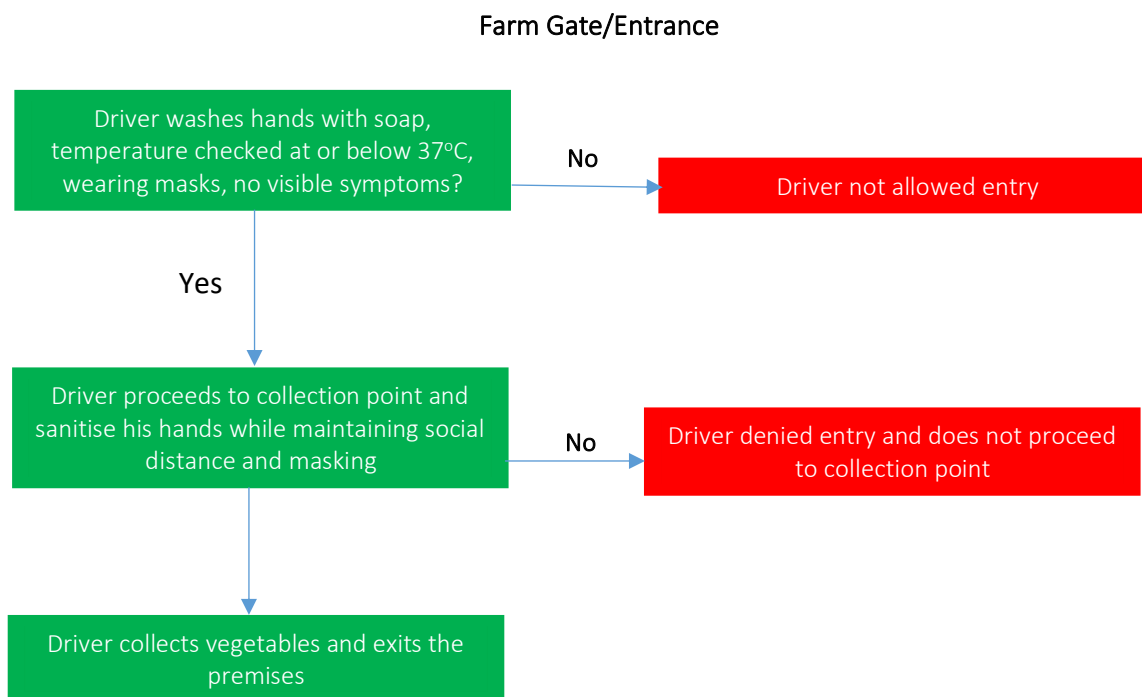 Farm Gate/Entrance
Driver washes hands with soap,
temperature checked at or below 37°C,
wearing masks, no visible symptoms?
No
Driver not allowed entry
Yes
Driver proceeds to collection point and
sanitise his hands while maintaining social
distance and masking
No
Driver denied entry and does not proceed
to collection point
Driver collects vegetables and exits the
premises